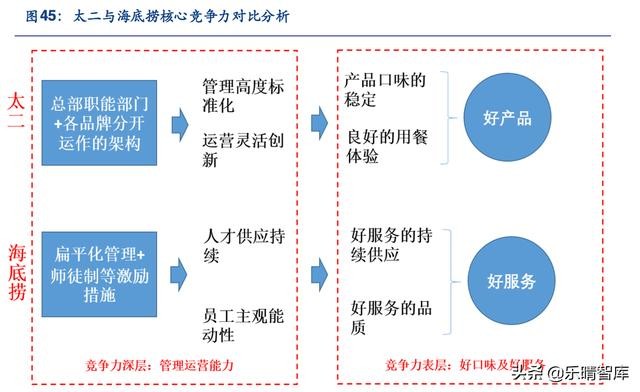 图45：太二与海底捞核心竞争力对比分析
太二
总部职能部门
+各品牌分开
运作的架构
管理高度标
准化
运营灵活创
新
产品口味的
稳定
良好的用餐
体验
好产品
海底捞
扁平化管理+
师徒制等激励
措施
人才供应持
续
员工主观能
动性
好服务的持
续供应
好服务的品
质
好服务
竞争力深层：管理运营能力
竞争力表层：好口味及好服务
头条@乐晴智库